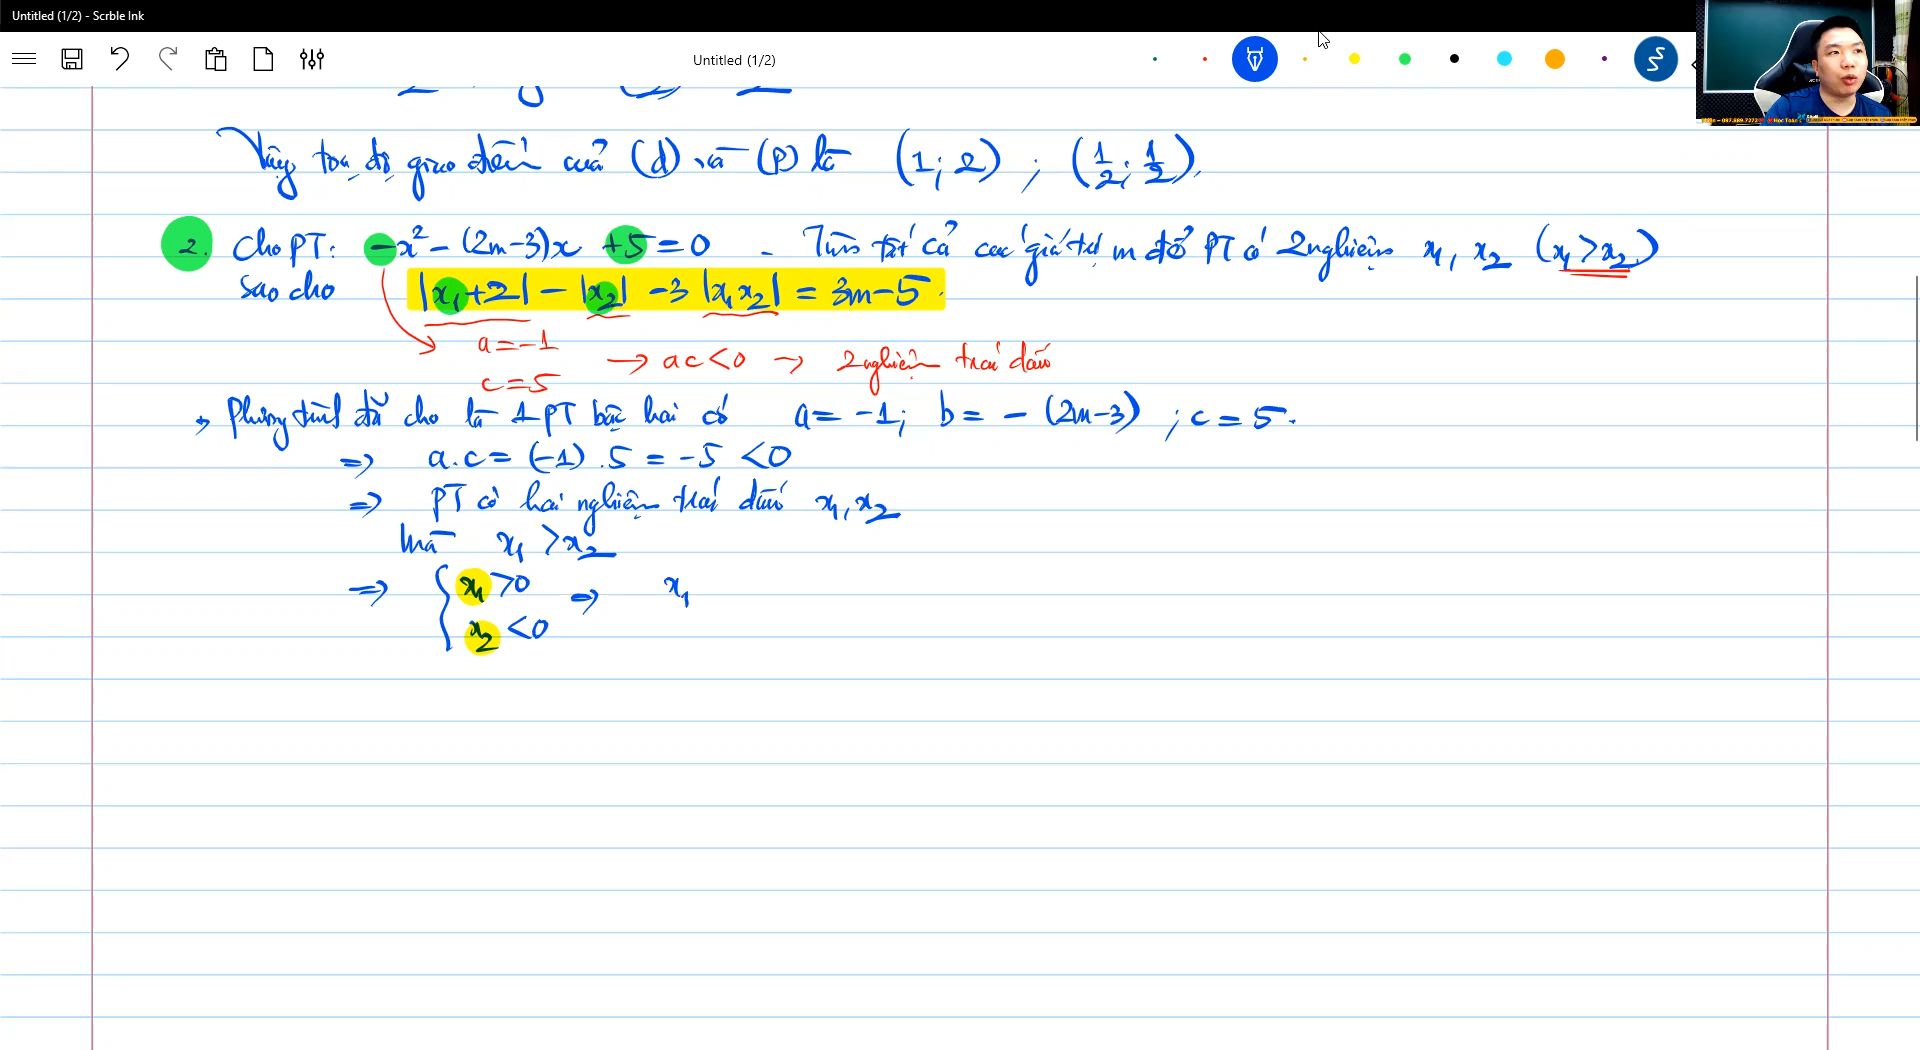 Untitled (1/2) - Scrble Ink
Untitled (1/2)
Vậy toạ độ giao điểm của (d) và (P) là (1; 2) ; (1/2; 1/2).
2. Cho PT: -x² - (2m-3)x +5 = 0 - Tìm tất cả các giá trị m để PT có 2 nghiệm x₁, x₂ (x₁ > x₂)
sao cho |x₁+2| - |x₂| -3 |x₁x₂| = 3m-5.
a = -1
→ ac<0 → 2 nghiệm trái dấu
c = 5
→ Phương trình đã cho là 1 PT bậc hai có a = -1; b = - (2m-3) ; c = 5.
⇒ a.c = (-1) .5 = -5 <0
⇒ PT có hai nghiệm trái dấu x₁, x₂
Mà x₁ > x₂
⇒ { x₁ >0 ⇒ x₁
x₂ <0